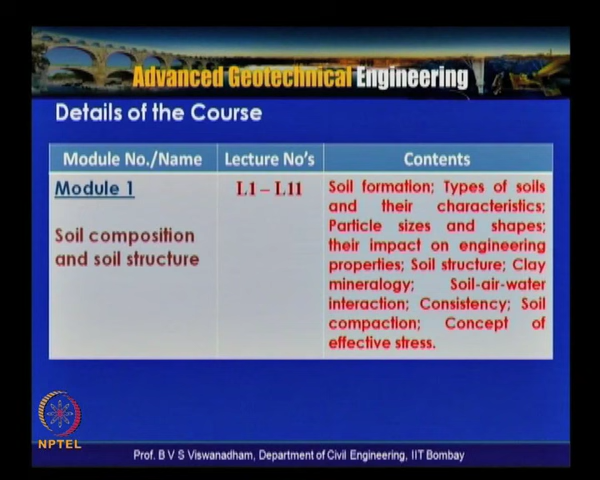 Advanced Geotechnical Engineering
Details of the Course
Module No./Name
Lecture No's
Contents
Module 1
Soil composition
and soil structure
L1 – L11
Soil formation; Types of soils
and their characteristics;
Particle sizes and shapes;
their impact on engineering
properties; Soil structure; Clay
mineralogy; Soil-air-water
interaction; Consistency; Soil
compaction; Concept of
effective stress.
NPTEL
Prof. B V S Viswanadham, Department of Civil Engineering, IIT Bombay